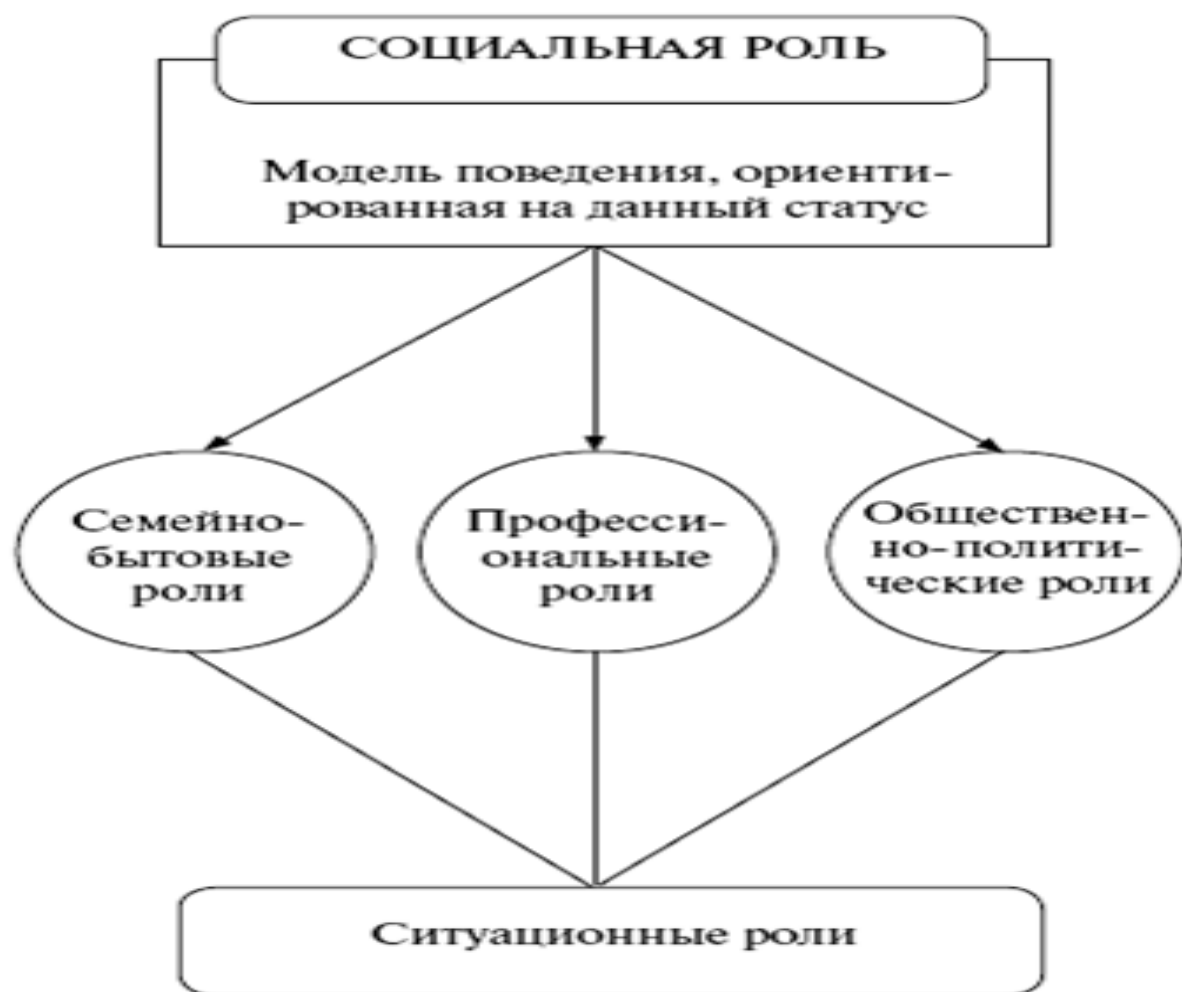 СОЦИАЛЬНАЯ РОЛЬ
Модель поведения, ориенти-
рованная на данный статус
Семейно-
бытовые
роли
Професси-
ональные
роли
Обществен-
но-полити-
ческие роли
Ситуационные роли